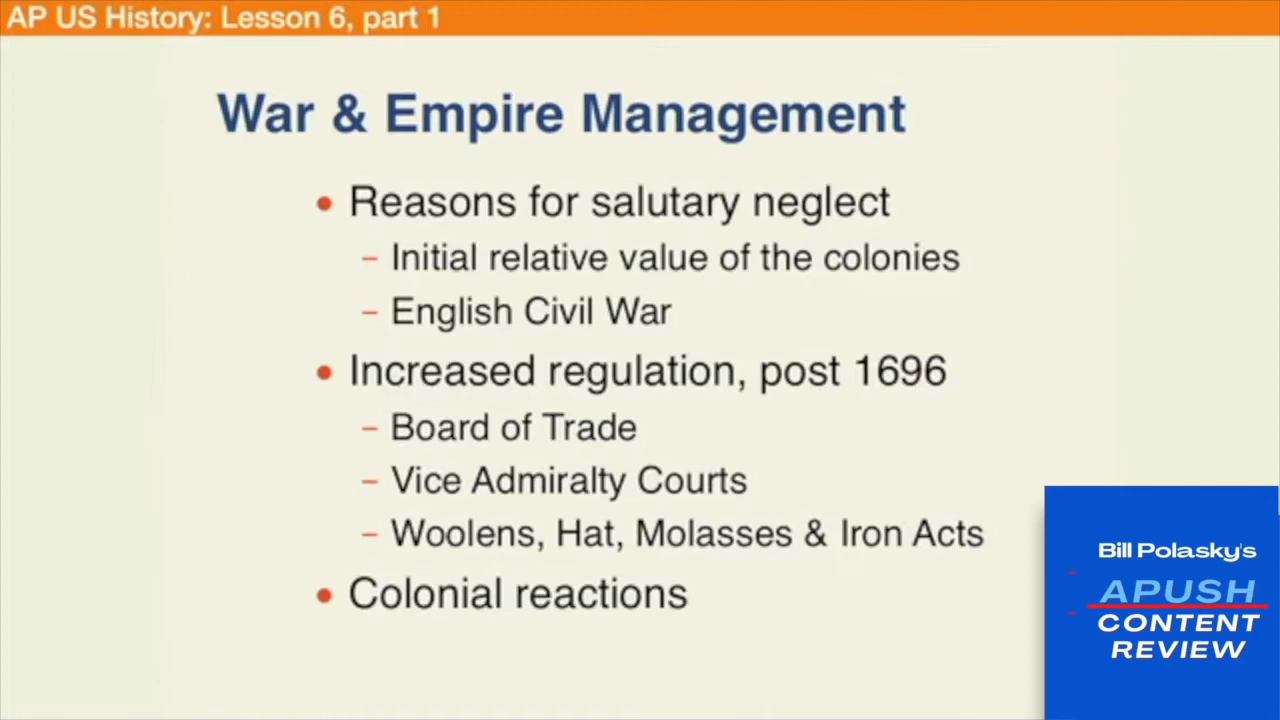 AP US History: Lesson 6, part 1
War & Empire Management
• Reasons for salutary neglect
– Initial relative value of the colonies
– English Civil War
• Increased regulation, post 1696
– Board of Trade
– Vice Admiralty Courts
– Woolens, Hat, Molasses & Iron Acts
• Colonial reactions
Bill Polasky's
APUSH
CONTENT
REVIEW